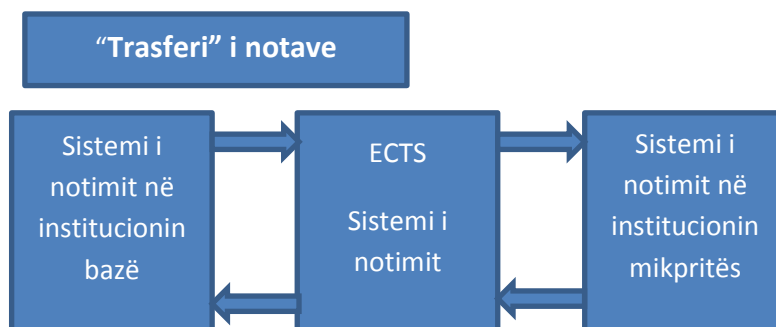 “Trasferi” i notave
Sistemi i
notimit në
institucionin
bazë
ECTS
Sistemi i
notimit
Sistemi i
notimit në
institucionin
mikpritës